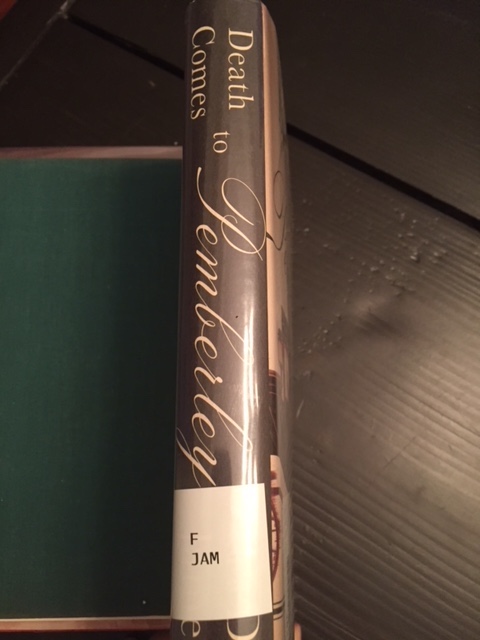 Death
Comes to
Pemberley
F
JAM